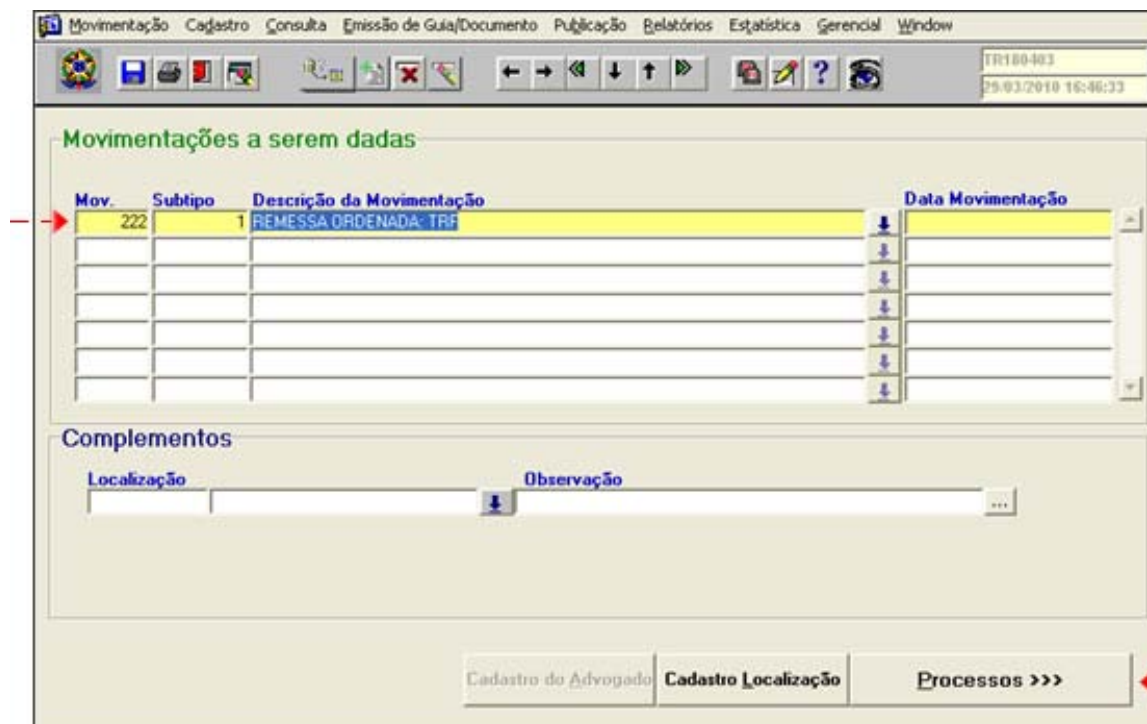 Movimentação Cadastro Consulta Emissão de Guia/Documento Publicação Relatórios Estatística Gerencial Window
TR180403
29/03/2010 16:46:33
Movimentações a serem dadas
Mov. Subtipo Descrição da Movimentação Data Movimentação
222 1 REMESSA ORDENADA: TRF
Complementos
Localização Observação
...
Cadastro do Advogado Cadastro Localização Processos >>>